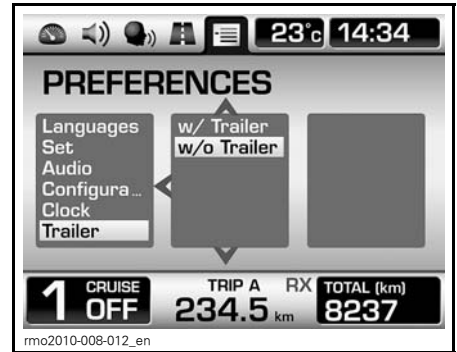 23°c 14:34
PREFERENCES
Languages
Set
Audio
Configura...
Clock
Trailer
w/ Trailer
w/o Trailer
1 CRUISE OFF
TRIP A RX
234.5 km
TOTAL (km)
8237
rmo2010-008-012_en